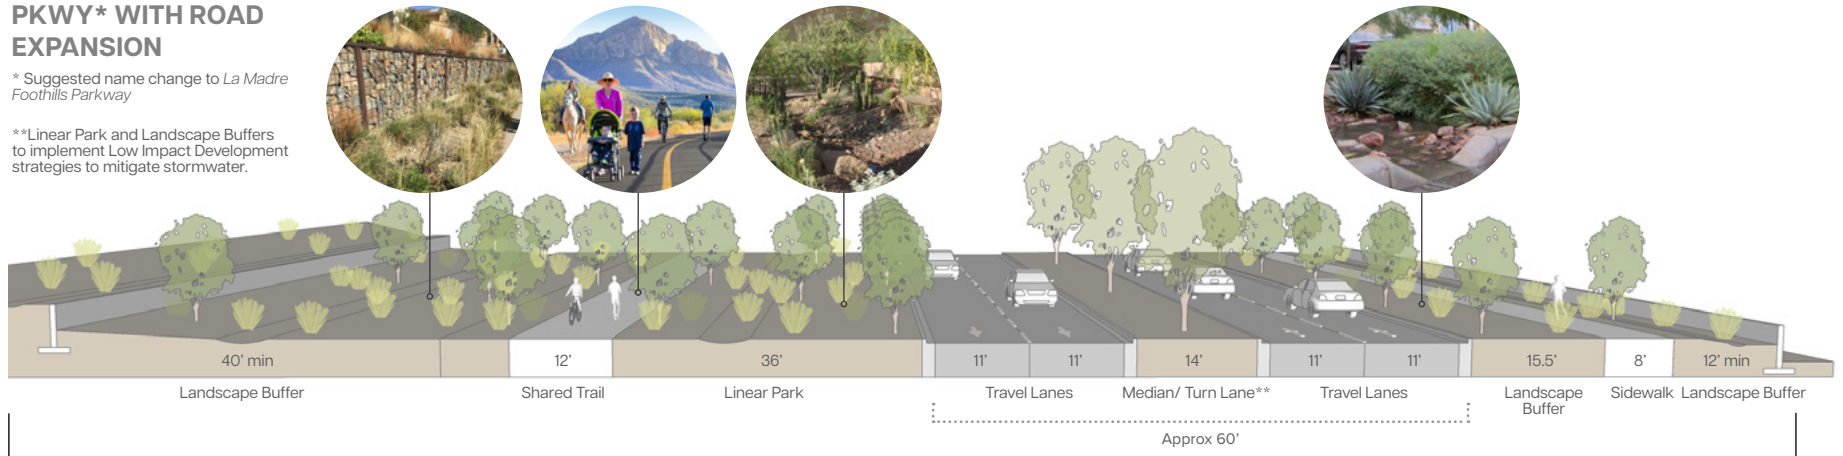 PKWY* WITH ROAD
EXPANSION
* Suggested name change to La Madre
Foothills Parkway
**Linear Park and Landscape Buffers
to implement Low Impact Development
strategies to mitigate stormwater.
40' min
12'
36'
11'
11'
14'
11'
11'
15.5'
8'
12' min
Landscape Buffer
Shared Trail
Linear Park
Travel Lanes
Median/ Turn Lane**
Travel Lanes
Landscape
Buffer
Sidewalk
Landscape Buffer
Approx 60'